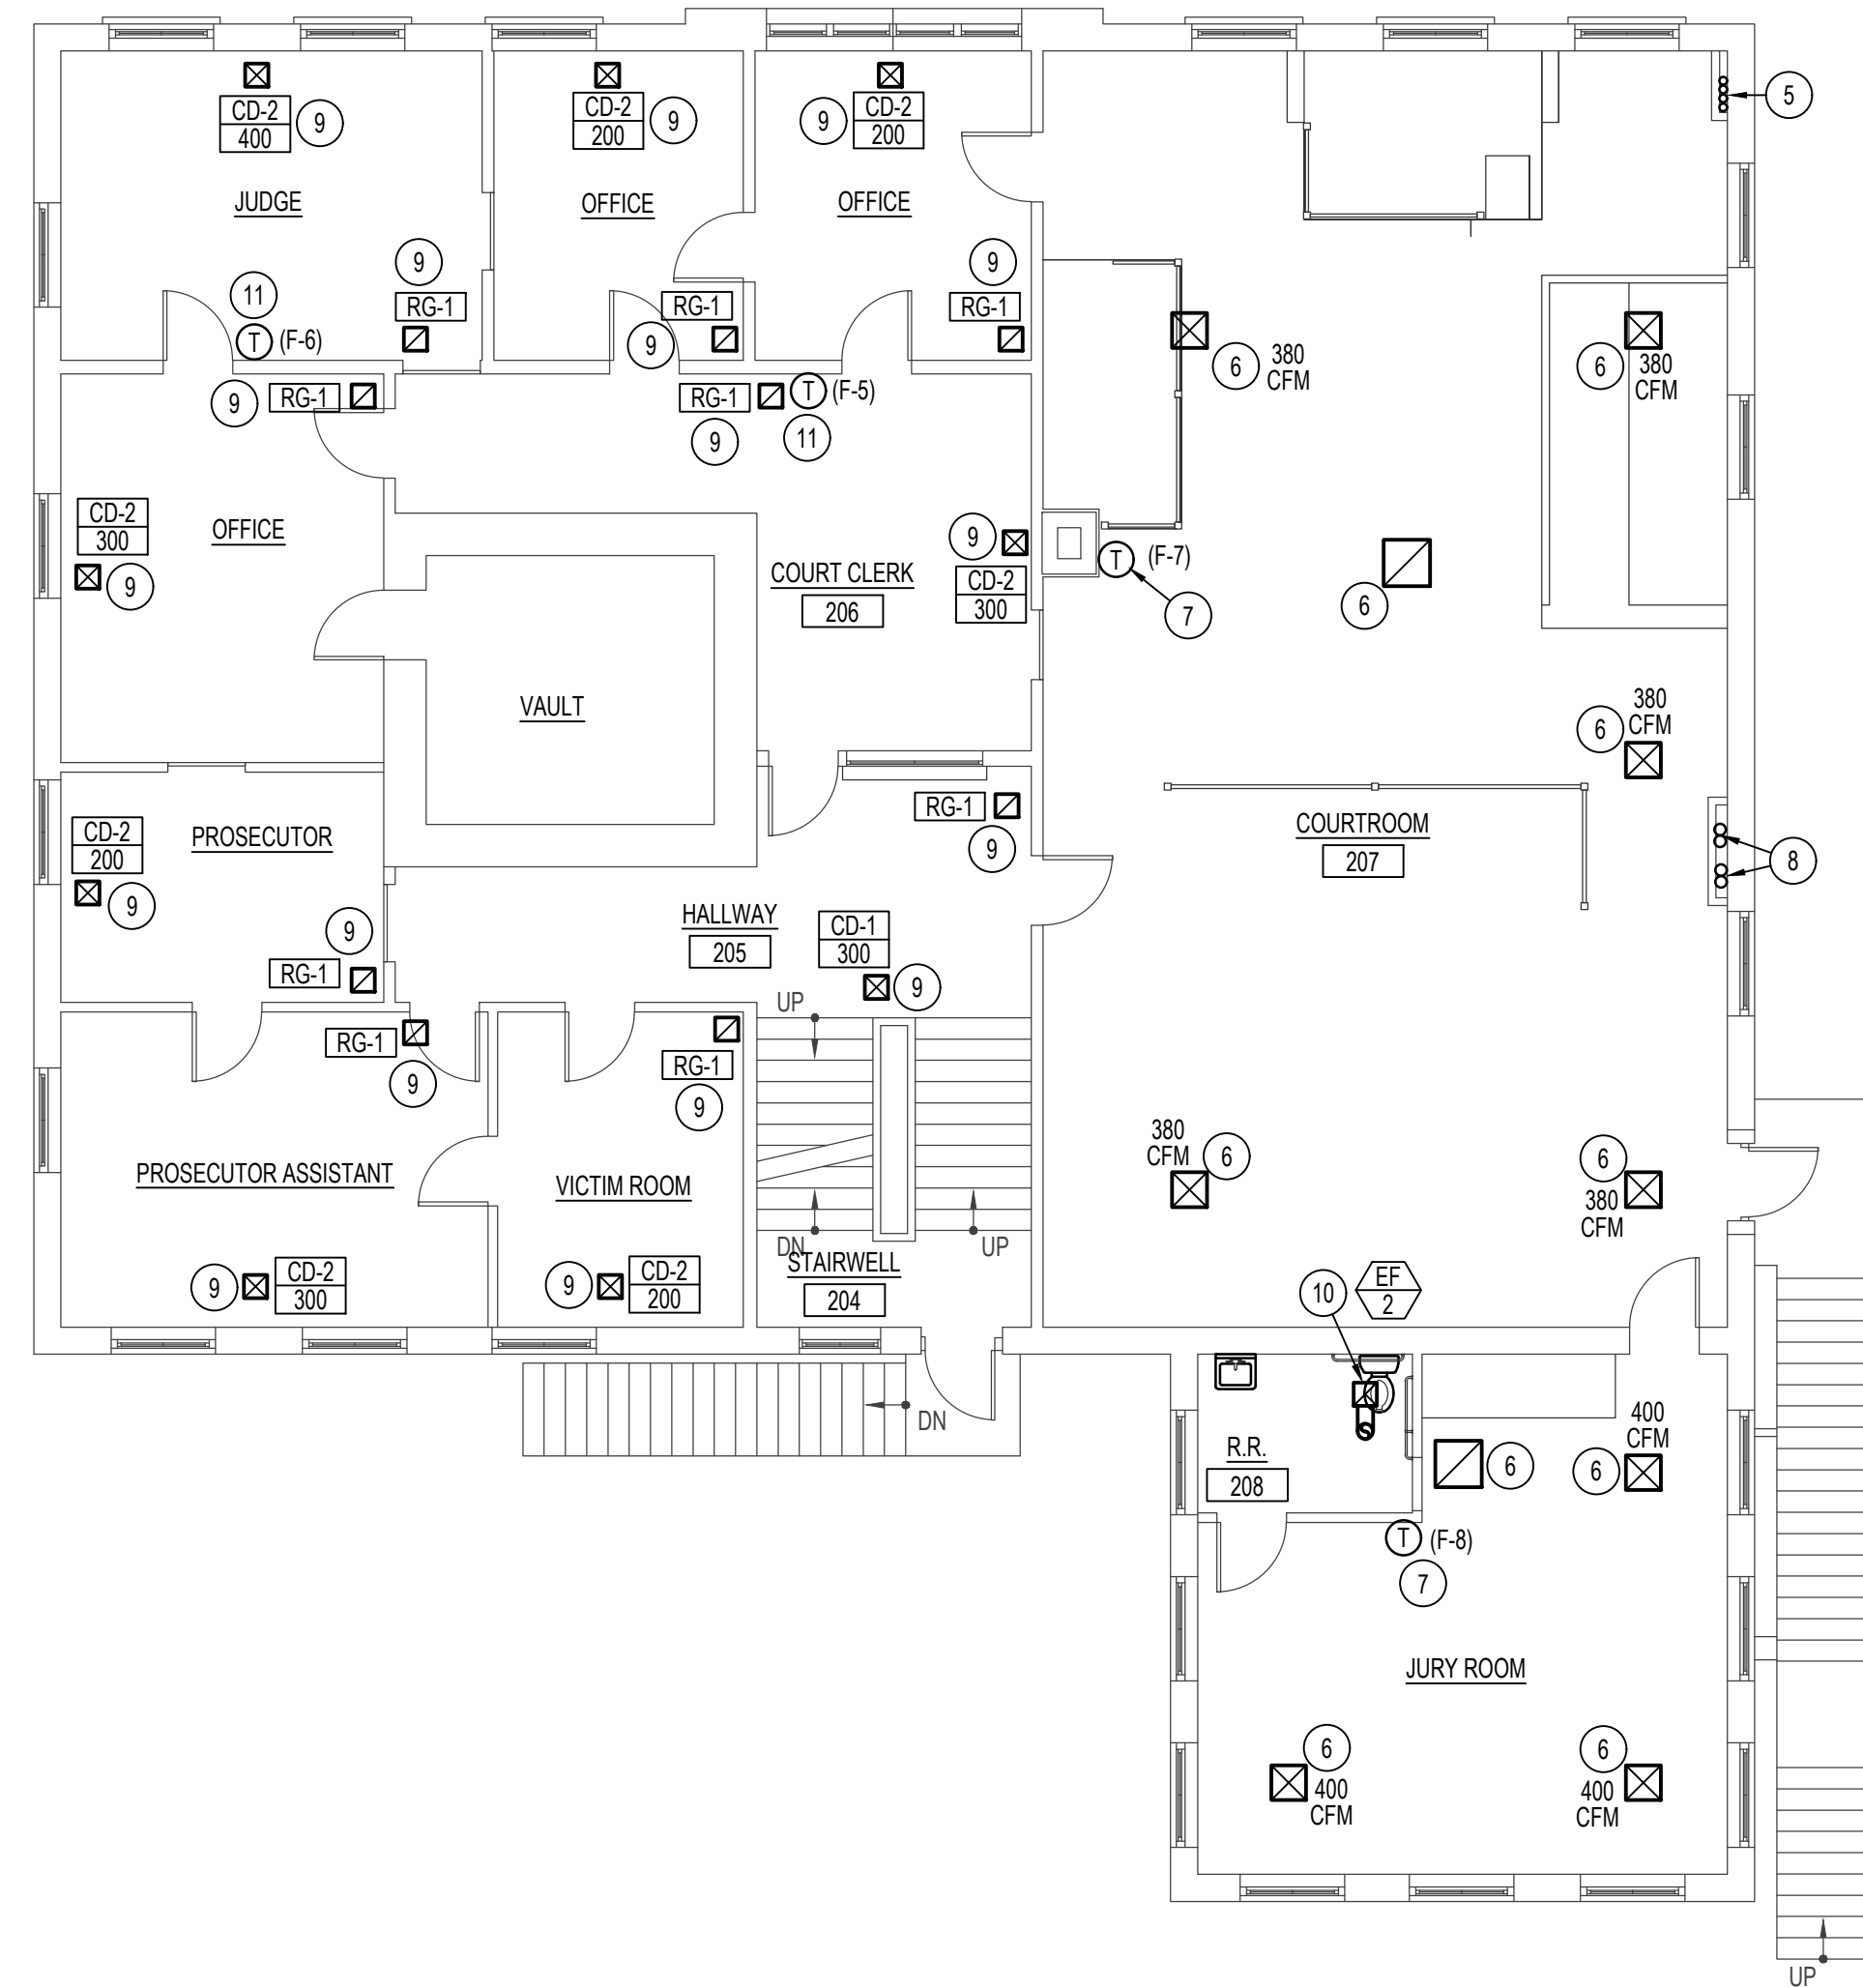 CD-2
400
9
CD-2
200
9
9
CD-2
200
5
JUDGE
OFFICE
OFFICE
9
RG-1
11
T (F-6)
RG-1
9
9
RG-1
6
380
CFM
6
380
CFM
9
RG-1
RG-1
T (F-5)
9
11
CD-2
300
9
OFFICE
9
CD-2
300
COURT CLERK
206
T (F-7)
7
6
VAULT
380
CFM
6
CD-2
200
9
PROSECUTOR
RG-1
9
COURTROOM
207
8
9
RG-1
HALLWAY
205
CD-1
300
9
UP
RG-1
9
RG-1
9
PROSECUTOR ASSISTANT
VICTIM ROOM
380
CFM
6
6
380
CFM
9
CD-2
300
9
CD-2
200
DN
UP
STAIRWELL
204
10
EF
2
DN
R.R.
208
6
400
CFM
6
T (F-8)
7
JURY ROOM
6
400
CFM
6
400
CFM
UP